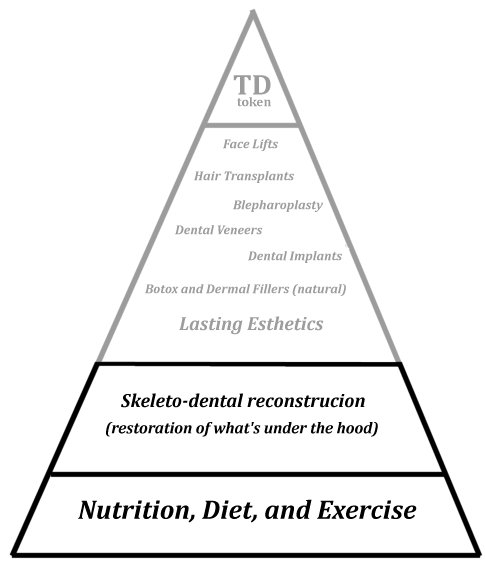 TD
token
Face Lifts
Hair Transplants
Blepharoplasty
Dental Veneers
Dental Implants
Botox and Dermal Fillers (natural)
Lasting Esthetics
Skeleto-dental reconstrucion
(restoration of what's under the hood)
Nutrition, Diet, and Exercise